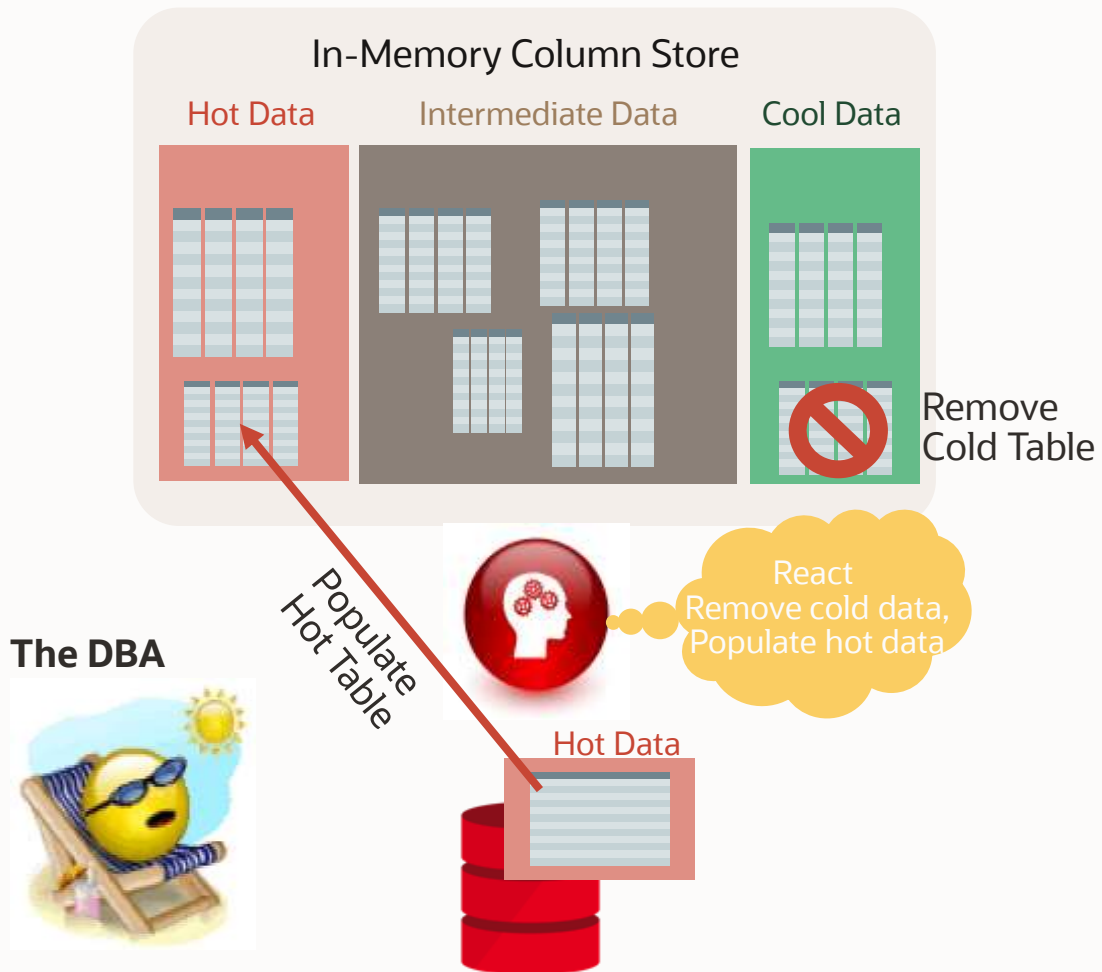 In-Memory Column Store
Hot Data
Intermediate Data
Cool Data
Remove
Cold Table
React
Remove cold data,
Populate hot data
Populate
Hot Table
The DBA
Hot Data